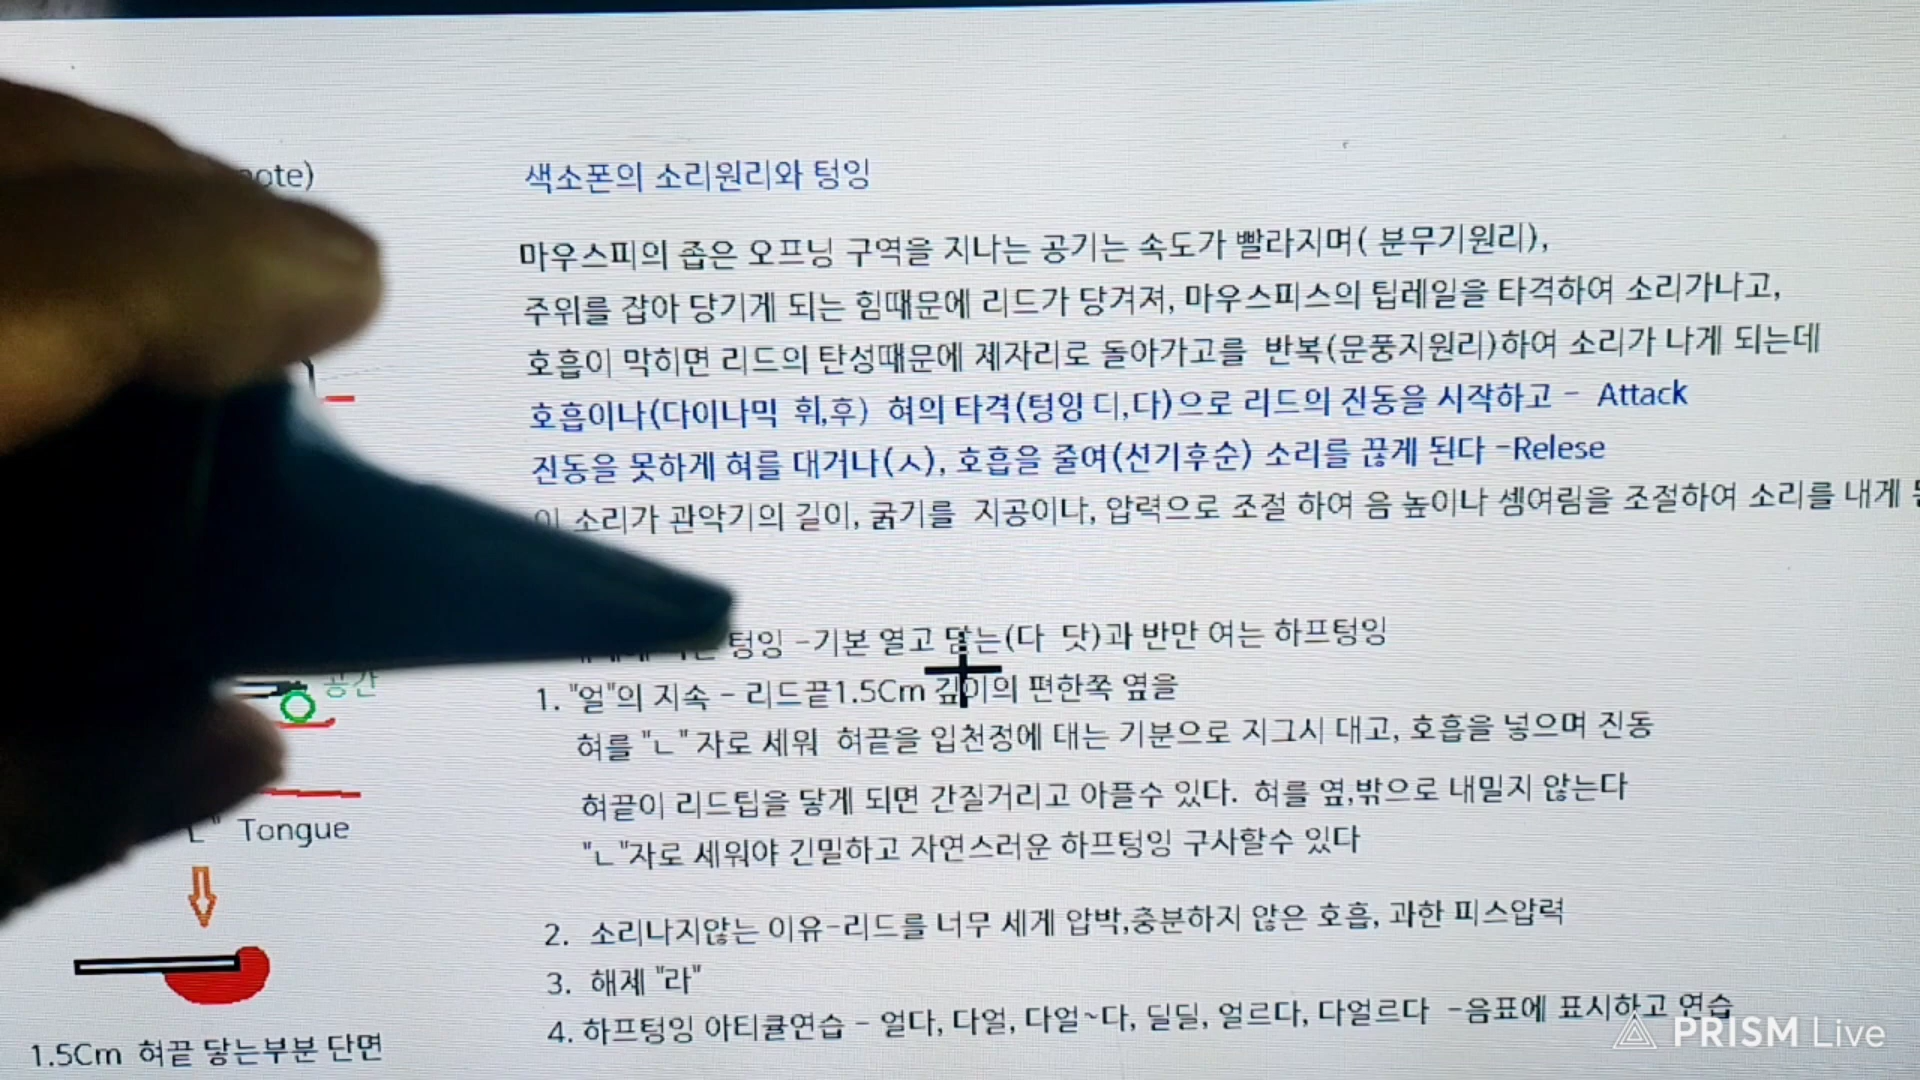 색소폰의 소리원리와 텅잉
마우스피의 좁은 오프닝 구역을 지나는 공기는 속도가 빨라지며( 분무기원리),
주위를 잡아 당기게 되는 힘때문에 리드가 당겨져, 마우스피스의 팁레일을 타격하여 소리가나고,
호흡이 막히면 리드의 탄성때문에 제자리로 돌아가고를 반복(문풍지원리)하여 소리가 나게 되는데
호흡이나(다이나믹 휘,후) 혀의 타격(텅잉 디,다)으로 리드의 진동을 시작하고 - Attack
진동을 못하게 혀를 대거나(ㅅ), 호흡을 줄여(선기후순) 소리를 끊게 된다 -Relese
소리가 관악기의 길이, 굵기를 지공이나, 압력으로 조절 하여 음 높이나 셈여림을 조절하여 소리를 내게
텅잉 -기본 열고 닫는(다 닷)과 반만 여는 하프텅잉
1. "얼"의 지속 - 리드끝1.5Cm 깊이의 편한쪽 옆을
혀를 "ㄴ" 자로 세워 혀끝을 입천정에 대는 기분으로 지그시 대고, 호흡을 넣으며 진동
혀끝이 리드팁을 닿게 되면 간질거리고 아플수 있다. 혀를 옆,밖으로 내밀지 않는다
"ㄴ"자로 세워야 긴밀하고 자연스러운 하프텅잉 구사할수 있다
2. 소리나지않는 이유-리드를 너무 세게 압박,충분하지 않은 호흡, 과한 피스압력
3. 해제 "라"
4. 하프텅잉 아티큘연습 - 얼다, 다얼, 다얼~다, 딜딜, 얼르다, 다얼르다 -음표에 표시하고 연습
공간
ㄴ" Tongue
1.5Cm 혀끝 닿는부분 단면
PRISM Live